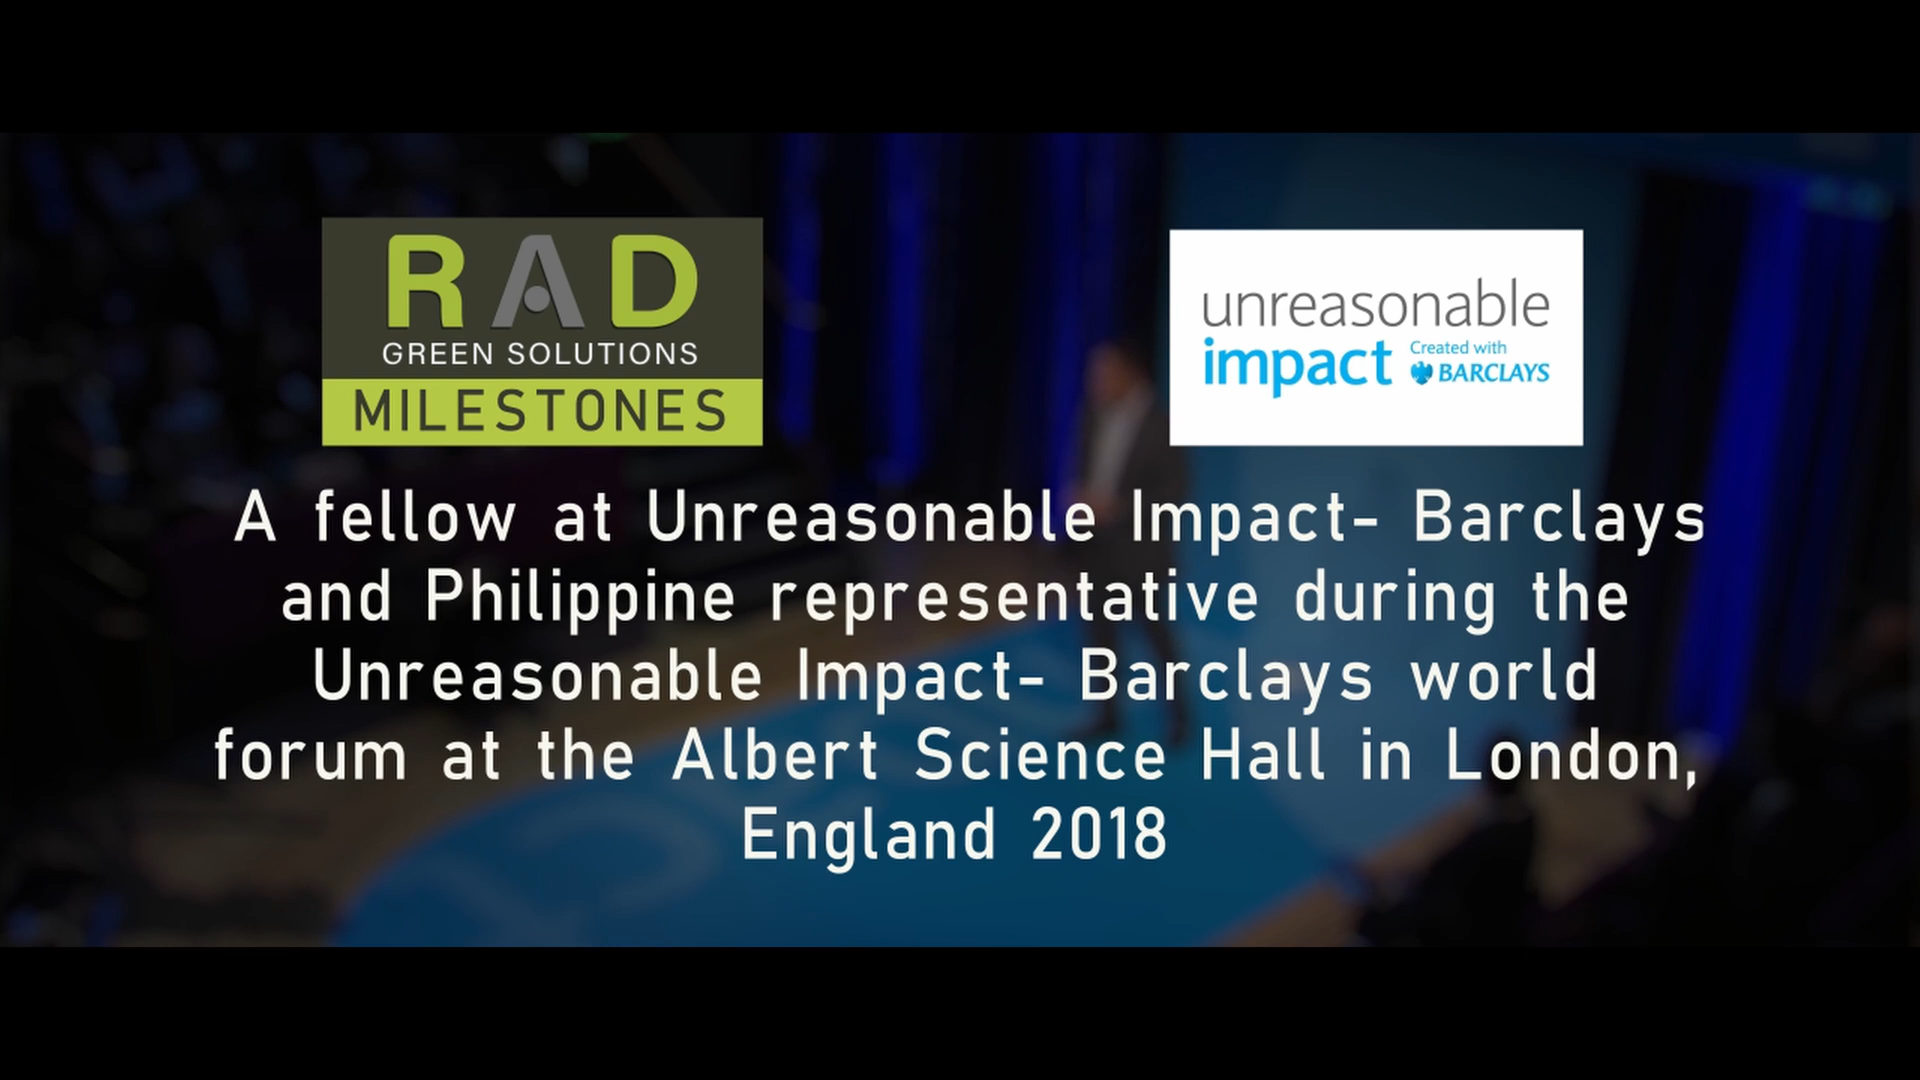 RAD
GREEN SOLUTIONS
MILESTONES
unreasonable
impact Created with
BARCLAYS
A fellow at Unreasonable Impact- Barclays
and Philippine representative during the
Unreasonable Impact- Barclays world
forum at the Albert Science Hall in London,
England 2018